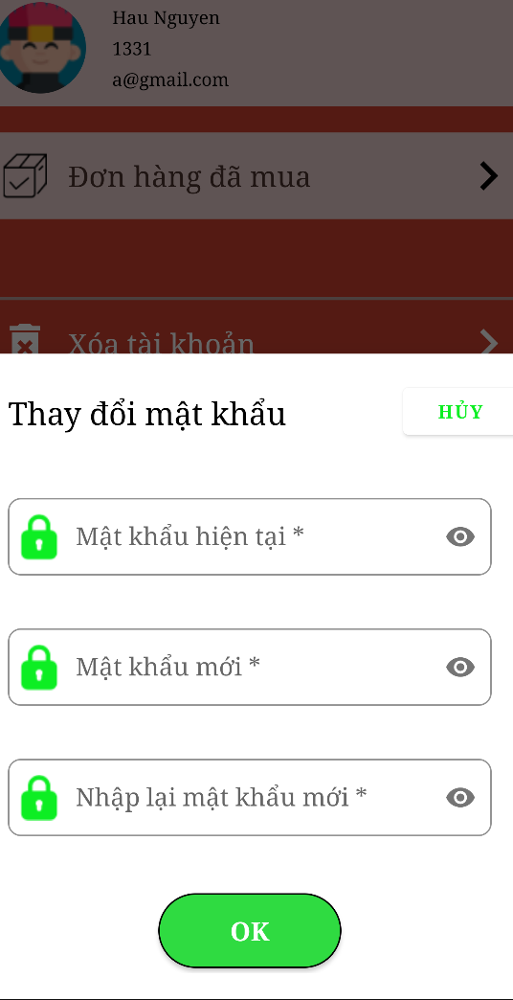 Hau Nguyen
1331
a@gmail.com
Đơn hàng đã mua
Xóa tài khoản
Thay đổi mật khẩu
HỦY
Mật khẩu hiện tại *
Mật khẩu mới *
Nhập lại mật khẩu mới *
OK